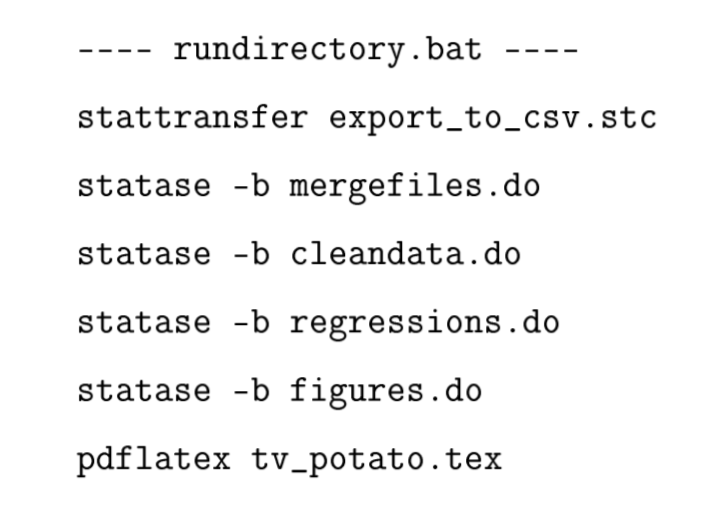 ---- rundirectory.bat ----
stattransfer export_to_csv.stc
statase -b mergefiles.do
statase -b cleandata.do
statase -b regressions.do
statase -b figures.do
pdflatex tv_potato.tex